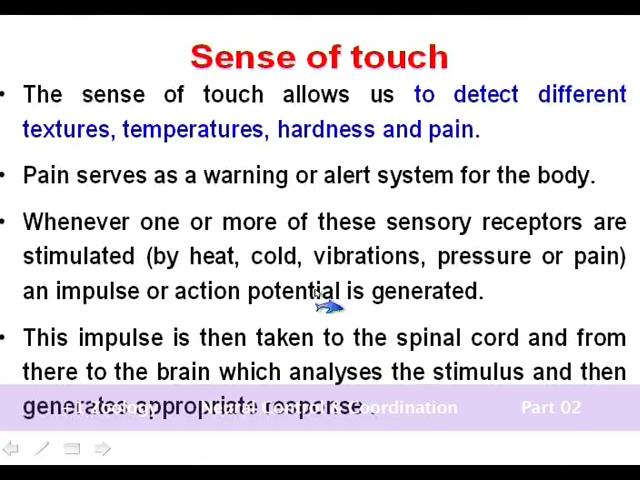 Sense of touch
• The sense of touch allows us to detect different
textures, temperatures, hardness and pain.
• Pain serves as a warning or alert system for the body.
• Whenever one or more of these sensory receptors are
stimulated (by heat, cold, vibrations, pressure or pain)
an impulse or action potential is generated.
• This impulse is then taken to the spinal cord and from
there to the brain which analyses the stimulus and then
generates appropriate response.
+1 Zoology Neural Control & Coordination Part 02